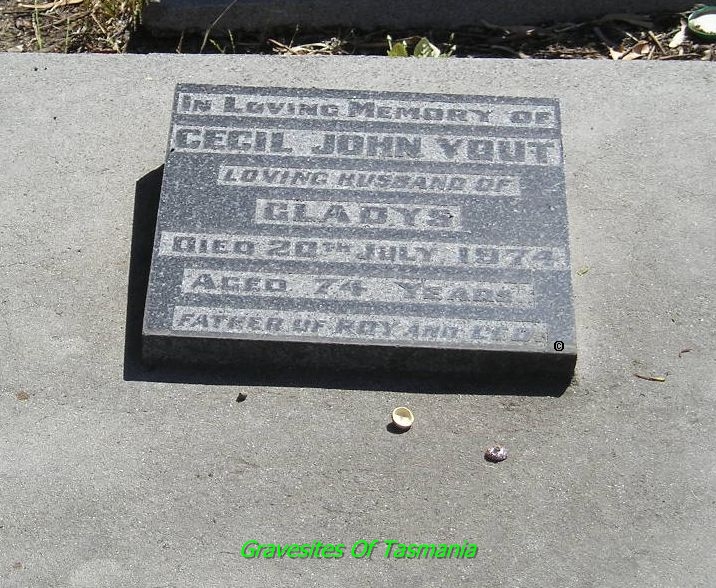 In Loving Memory of
CECIL JOHN YOUT
LOVING HUSBAND OF
GLADYS
Died 20th July 1974
Aged 74 Years
FATHER OF ROY AND LEO
©
Gravesites Of Tasmania